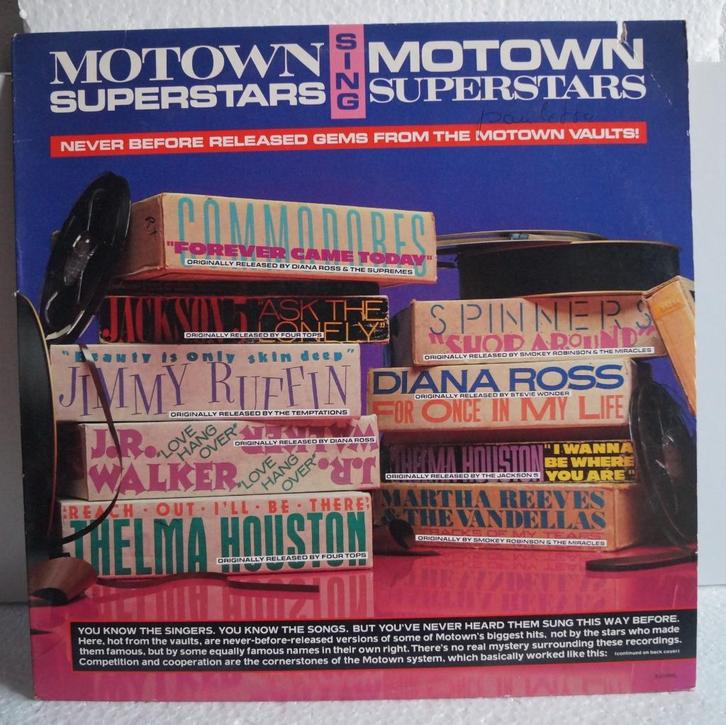 MOTOWN SUPERSTARS
SING
MOTOWN SUPERSTARS
NEVER BEFORE RELEASED GEMS FROM THE MOTOWN VAULTS!
COMMODORES
"FOREVER CAME TODAY"
ORIGINALLY RELEASED BY DIANA ROSS & THE SUPREMES
JACKSON 5 "ASK THE LONELY"
ORIGINALLY RELEASED BY FOUR TOPS
"Beauty is Only skin deep"
JIMMY RUFFIN
ORIGINALLY RELEASED BY THE TEMPTATIONS
J.R. WALKER
"LOVE HANG OVER"
ORIGINALLY RELEASED BY DIANA ROSS
"LOVE HANG OVER"
J.R. WALKER
REACH·OUT·I'LL·BE·THERE
THELMA HOUSTON
ORIGINALLY RELEASED BY FOUR TOPS
SPINNERS
"SHOP AROUND"
ORIGINALLY RELEASED BY SMOKEY ROBINSON & THE MIRACLES
DIANA ROSS
ORIGINALLY RELEASED BY STEVIE WONDER
FOR ONCE IN MY LIFE
THELMA HOUSTON
"I WANNA BE WHERE YOU ARE"
ORIGINALLY RELEASED BY THE JACKSON 5
MARTHA REEVES
& THE VANDELLAS
ORIGINALLY BY SMOKEY ROBINSON & THE MIRACLES
YOU KNOW THE SINGERS. YOU KNOW THE SONGS. BUT YOU'VE NEVER HEARD THEM SUNG THIS WAY BEFORE.
Here, hot from the vaults, are never-before-released versions of some of Motown's biggest hits, not by the stars who made
them famous, but by some equally famous names in their own right. There's no real mystery surrounding these recordings.
Competition and cooperation are the cornerstones of the Motown system, which basically worked like this: (continued on back cover)